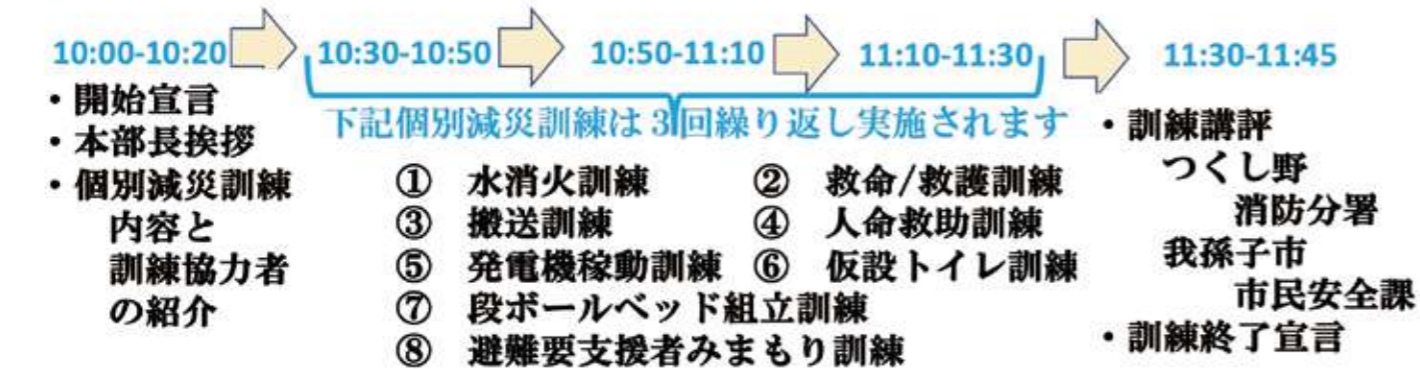 10:00-10:20 10:30-10:50 10:50-11:10 11:10-11:30 11:30-11:45
・開始宣言
・本部長挨拶
・個別減災訓練
内容と
訓練協力者
の紹介
下記個別減災訓練は3回繰り返し実施されます
① 水消火訓練 ② 救命/救護訓練
③ 搬送訓練 ④ 人命救助訓練
⑤ 発電機稼動訓練 ⑥ 仮設トイレ訓練
⑦ 段ボールベッド組立訓練
⑧ 避難要支援者みまもり訓練
・訓練講評
つくし野
消防分署
我孫子市
市民安全課
・訓練終了宣言